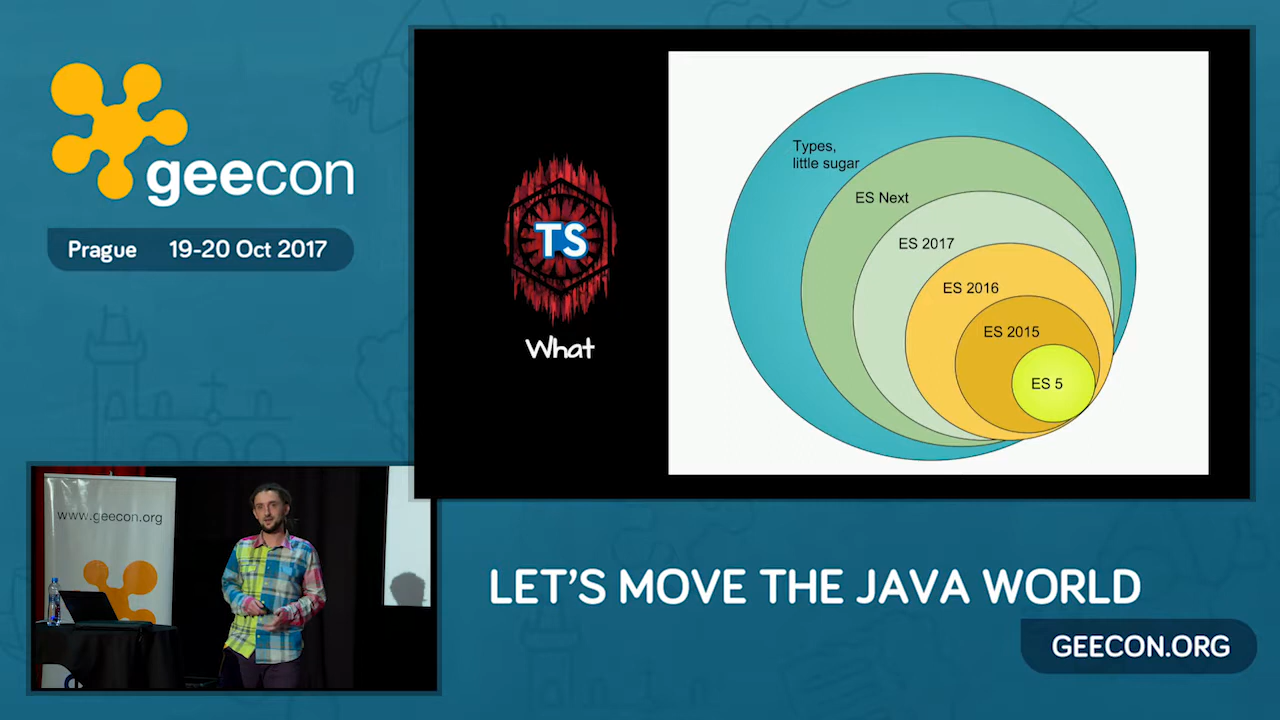 geecon
Prague 19-20 Oct 2017
TS
What
Types,
little sugar
ES Next
ES 2017
ES 2016
ES 2015
ES 5
www.geecon.org
LET'S MOVE THE JAVA WORLD
GEECON.ORG